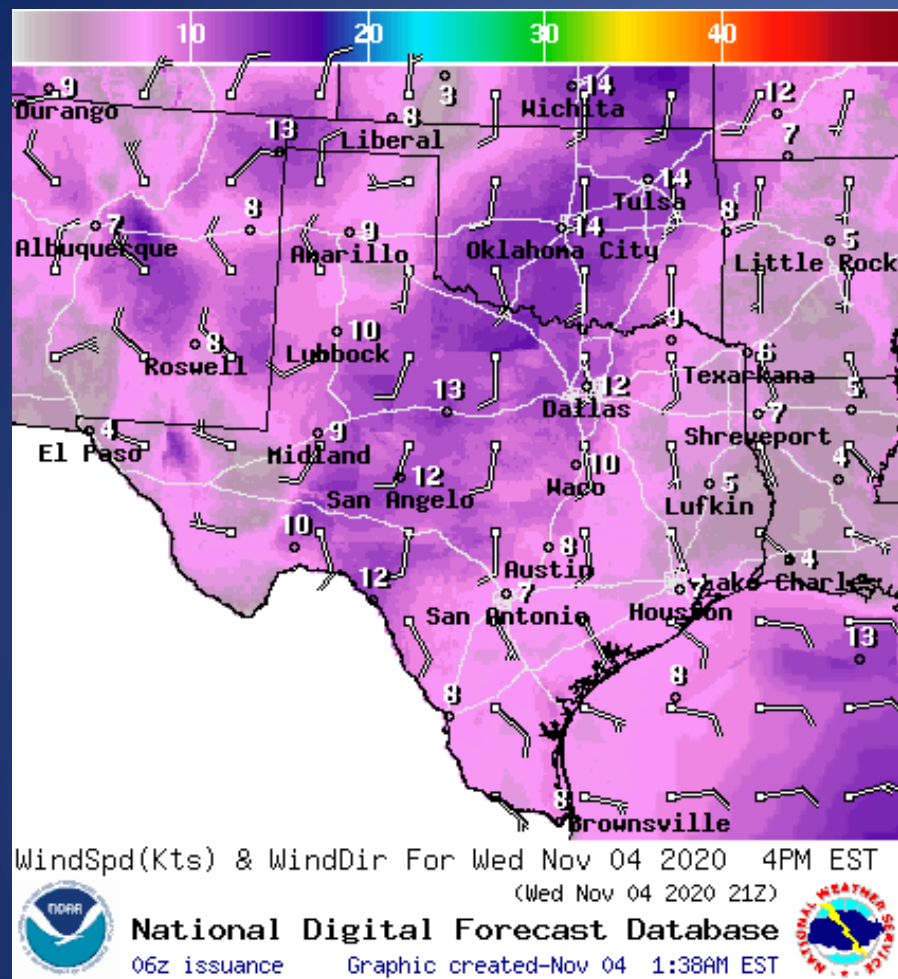 10 20 30 40
9 14 12
Durango 3 Wichita
8
Liberal
13 7
14
Tulsa
7 8 9 14 8 5
Albuquerque Amarillo Oklahoma City Little Rock
8 10 9 6
Roswell Lubbock Texarkana
13 12 5
Dallas 7
4 9 Shreveport
El Paso Midland
12 10 5 4
San Angelo Waco Lufkin
10 8 4
Austin Lake Charles
12 7 7
San Antonio Houston
13
8 8
8
Brownsville
WindSpd(Kts) & WindDir For Wed Nov 04 2020 4PM EST
(Wed Nov 04 2020 21Z)
NOAA
NATIONAL WEATHER SERVICE
National Digital Forecast Database
06z issuance Graphic created-Nov 04 1:38AM EST